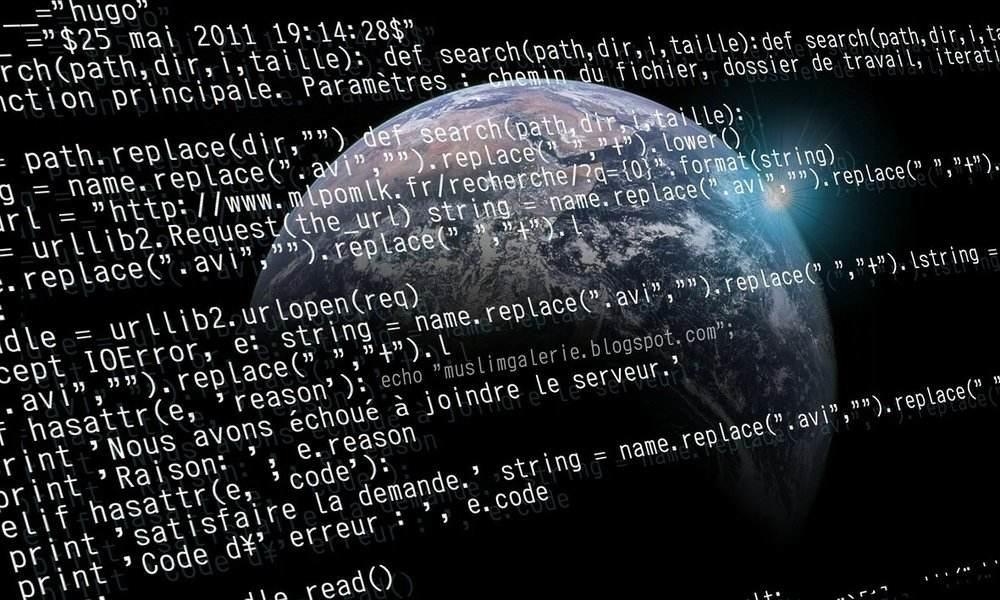 __="hugo"
_ ="$25 mai 2011 19:14:28$"
rch(path,dir,i,taille): def search(path,dir,i,taille):def search(path,dir,i,ta
nction principale. Paramètres : chemin du fichier, dossier de travail, iterati
= path.replace(dir,"") def search(path,dir,i,taille):
g = name.replace(".avi","").replace(" ","+").lower()
url = "http://www.mlpomlk.fr/recherche/?q={0}" format(string)
= urllib2.Request(the_url) string = name.replace(".avi","").replace(" ","+").
e.replace(".avi","").replace(" ","+").l
:
ndle = urllib2.urlopen(req)
cept IOError, e: string = name.replace(".avi","").replace(" ","+").lstring =
.avi","").replace(" ","+").l
f hasattr(e, 'reason'): echo "muslimgalerie.blogspot.com";
print 'Nous avons échoué à joindre le serveur.'
print 'Raison: ', e.reason
elif hasattr(e, 'code'):
print 'satisfaire la demande.' string = name.replace(".avi","").replace("
print 'Code d¥' erreur : ', e.code
dle.read()